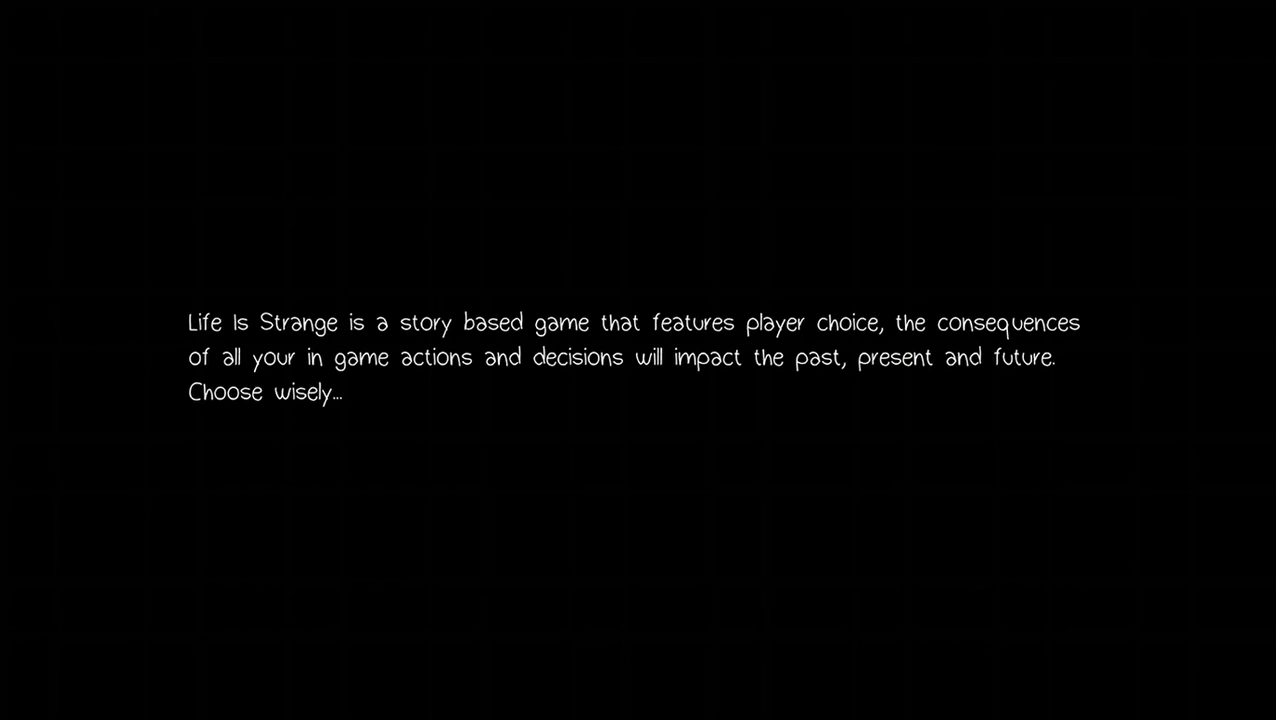 Life Is Strange is a story based game that features player choice, the consequences
of all your in game actions and decisions will impact the past, present and future.
Choose wisely...